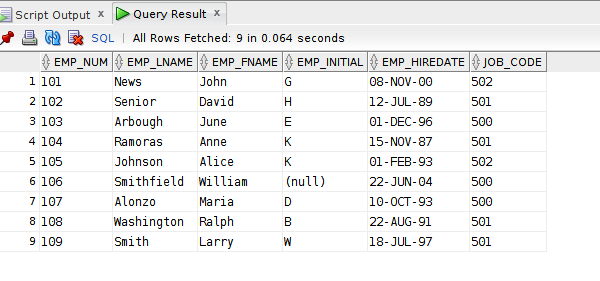 Script Output x Query Result x
SQL | All Rows Fetched: 9 in 0.064 seconds
EMP_NUM EMP_LNAME EMP_FNAME EMP_INITIAL EMP_HIREDATE JOB_CODE
1 101 News John G 08-NOV-00 502
2 102 Senior David H 12-JUL-89 501
3 103 Arbough June E 01-DEC-96 500
4 104 Ramoras Anne K 15-NOV-87 501
5 105 Johnson Alice K 01-FEB-93 502
6 106 Smithfield William (null) 22-JUN-04 500
7 107 Alonzo Maria D 10-OCT-93 500
8 108 Washington Ralph B 22-AUG-91 501
9 109 Smith Larry W 18-JUL-97 501